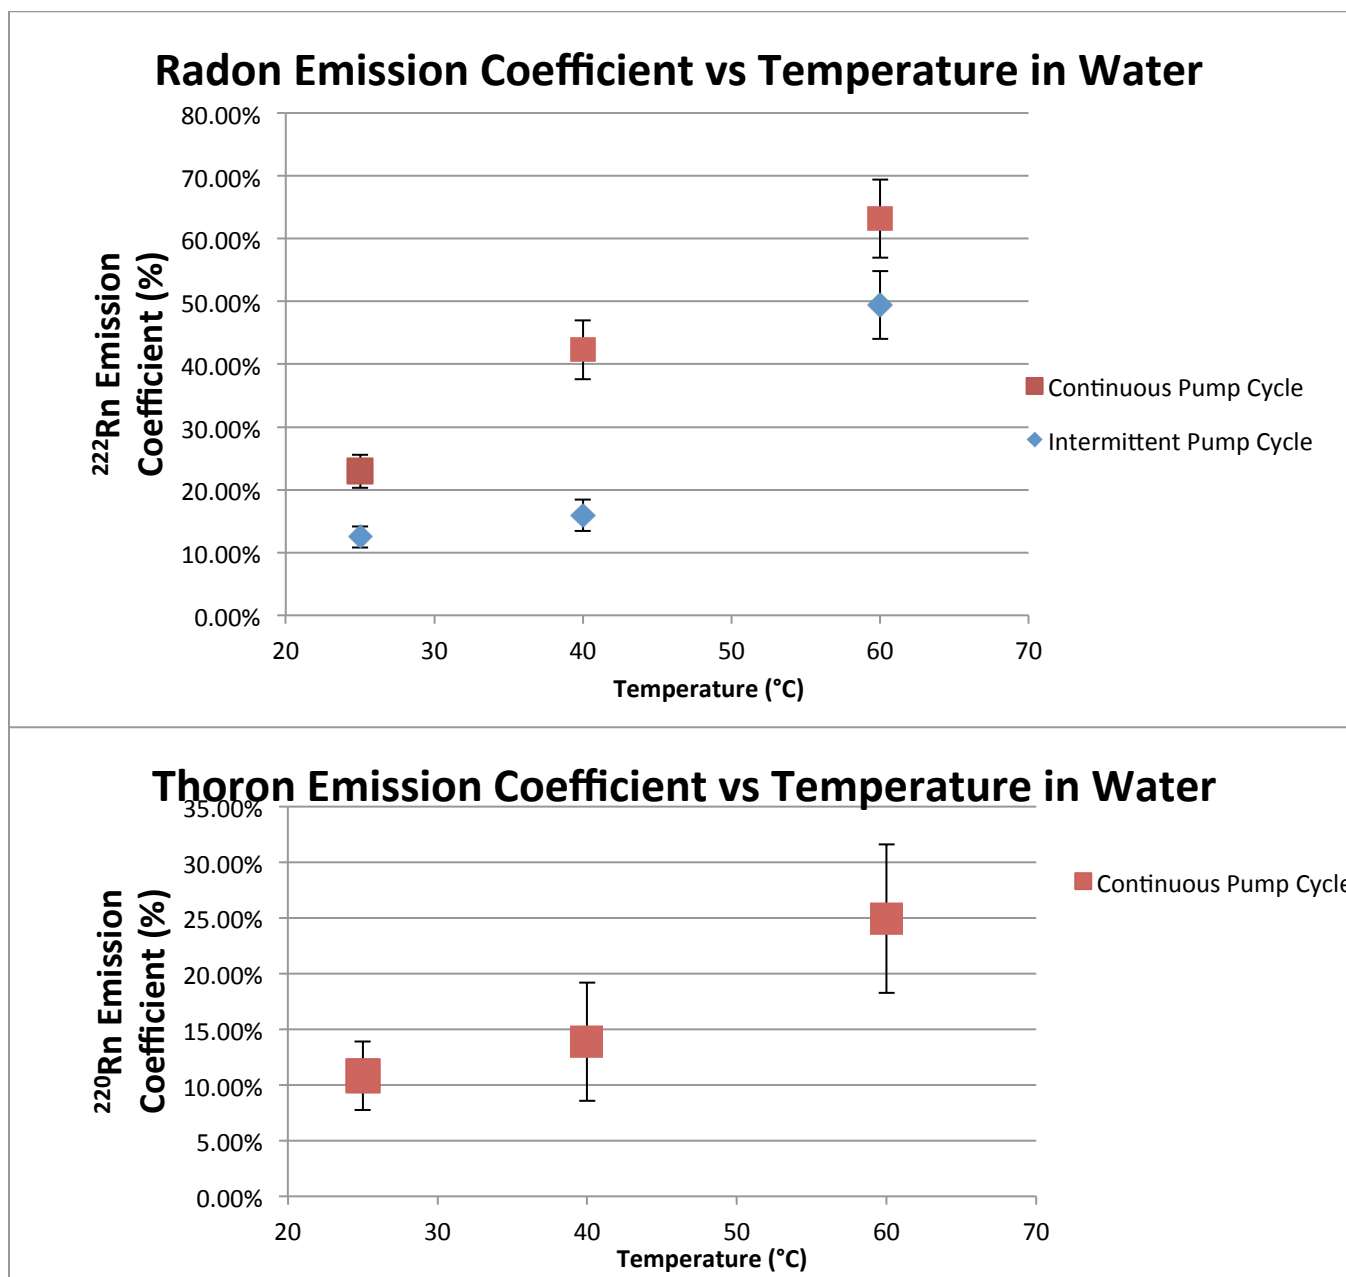 Radon Emission Coefficient vs Temperature in Water
80.00%
70.00%
60.00%
50.00%
40.00%
30.00%
20.00%
10.00%
0.00%
²²²Rn Emission
Coefficient (%)
20 30 40 50 60 70
Temperature (°C)
Continuous Pump Cycle
Intermittent Pump Cycle
Thoron Emission Coefficient vs Temperature in Water
35.00%
30.00%
25.00%
20.00%
15.00%
10.00%
5.00%
0.00%
²²⁰Rn Emission
Coefficient (%)
20 30 40 50 60 70
Temperature (°C)
Continuous Pump Cycle